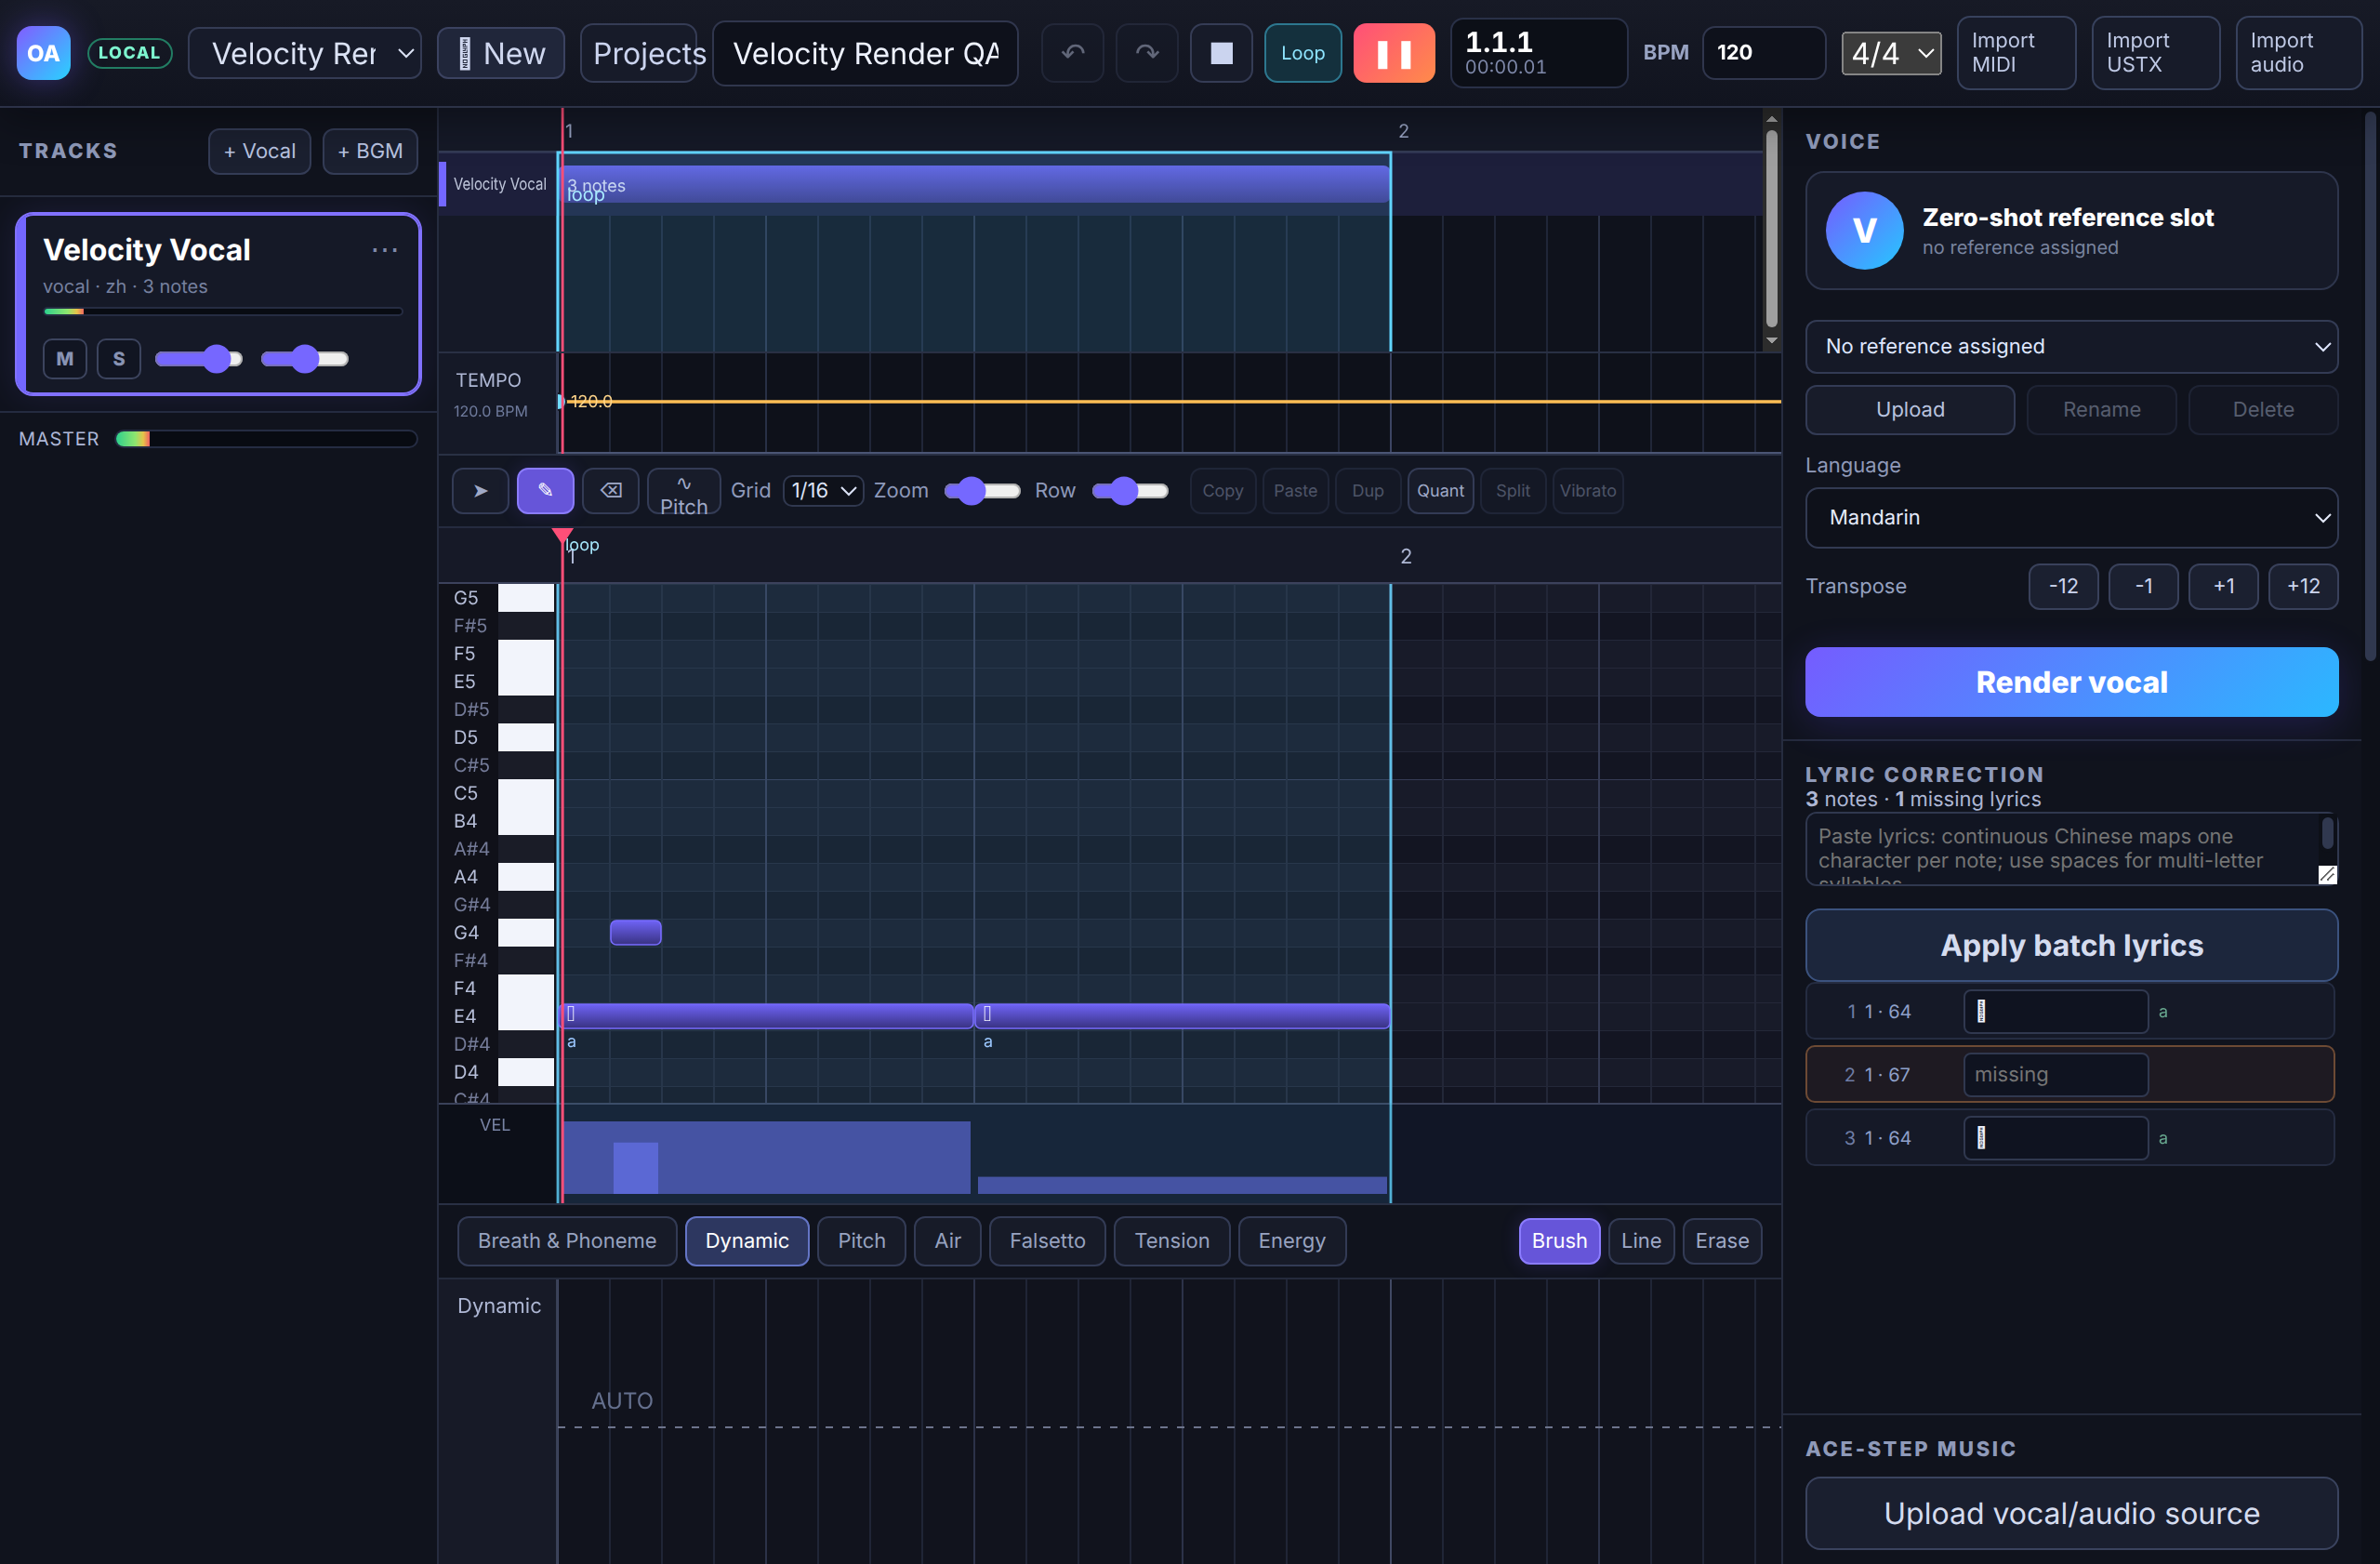 OA
LOCAL
Velocity Rer
New
Projects
Velocity Render QA
Loop
1.1.1
00:00.01
BPM
120
4/4
Import MIDI
Import USTX
Import audio
TRACKS
+ Vocal
+ BGM
Velocity Vocal
vocal · zh · 3 notes
M
S
MASTER
1
2
Velocity Vocal
3 notes
loop
TEMPO
120.0 BPM
120.0
Pitch
Grid
1/16
Zoom
Row
Copy
Paste
Dup
Quant
Split
Vibrato
loop
1
2
G5
F#5
F5
E5
D#5
D5
C#5
C5
B4
A#4
A4
G#4
G4
F#4
F4
E4
D#4
a
a
D4
C#4
VEL
Breath & Phoneme
Dynamic
Pitch
Air
Falsetto
Tension
Energy
Brush
Line
Erase
Dynamic
AUTO
VOICE
V
Zero-shot reference slot
no reference assigned
No reference assigned
Upload
Rename
Delete
Language
Mandarin
Transpose
-12
-1
+1
+12
Render vocal
LYRIC CORRECTION
3 notes · 1 missing lyrics
Paste lyrics: continuous Chinese maps one
character per note; use spaces for multi-letter
syllables
Apply batch lyrics
1 1 · 64
a
2 1 · 67
missing
3 1 · 64
a
ACE-STEP MUSIC
Upload vocal/audio source